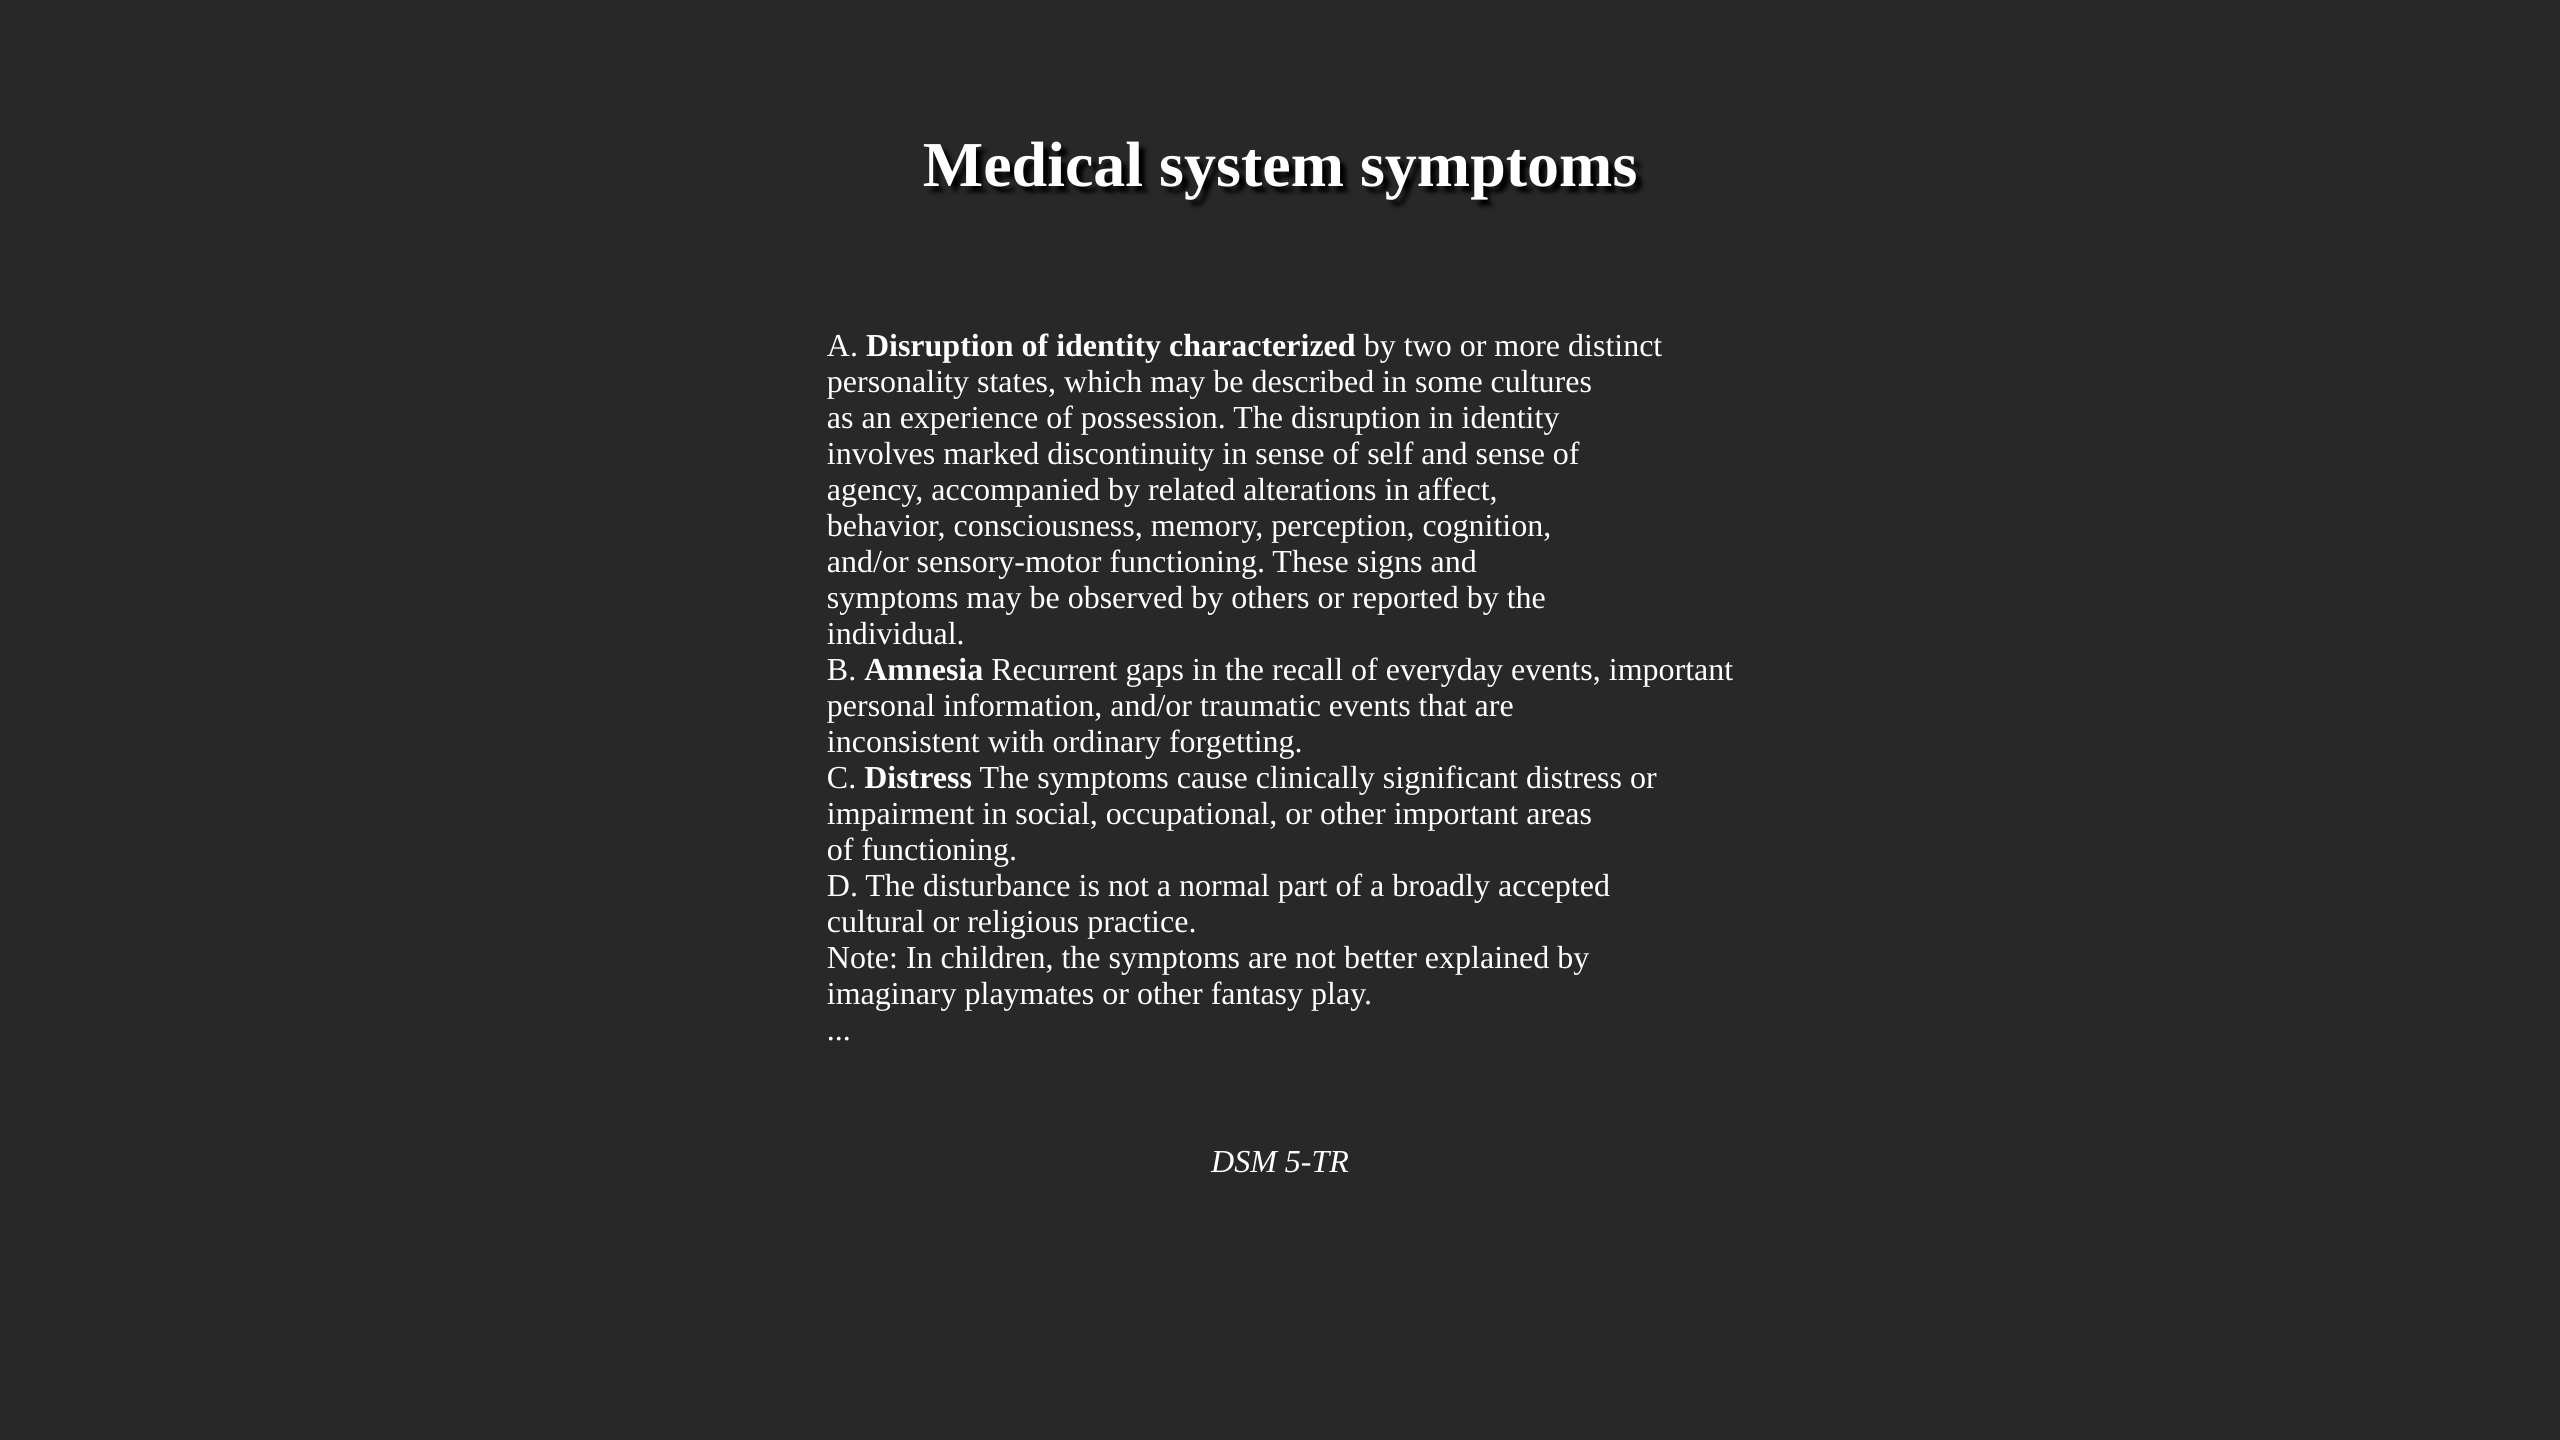 Medical system symptoms
A. Disruption of identity characterized by two or more distinct
personality states, which may be described in some cultures
as an experience of possession. The disruption in identity
involves marked discontinuity in sense of self and sense of
agency, accompanied by related alterations in affect,
behavior, consciousness, memory, perception, cognition,
and/or sensory-motor functioning. These signs and
symptoms may be observed by others or reported by the
individual.
B. Amnesia Recurrent gaps in the recall of everyday events, important
personal information, and/or traumatic events that are
inconsistent with ordinary forgetting.
C. Distress The symptoms cause clinically significant distress or
impairment in social, occupational, or other important areas
of functioning.
D. The disturbance is not a normal part of a broadly accepted
cultural or religious practice.
Note: In children, the symptoms are not better explained by
imaginary playmates or other fantasy play.
...
DSM 5-TR